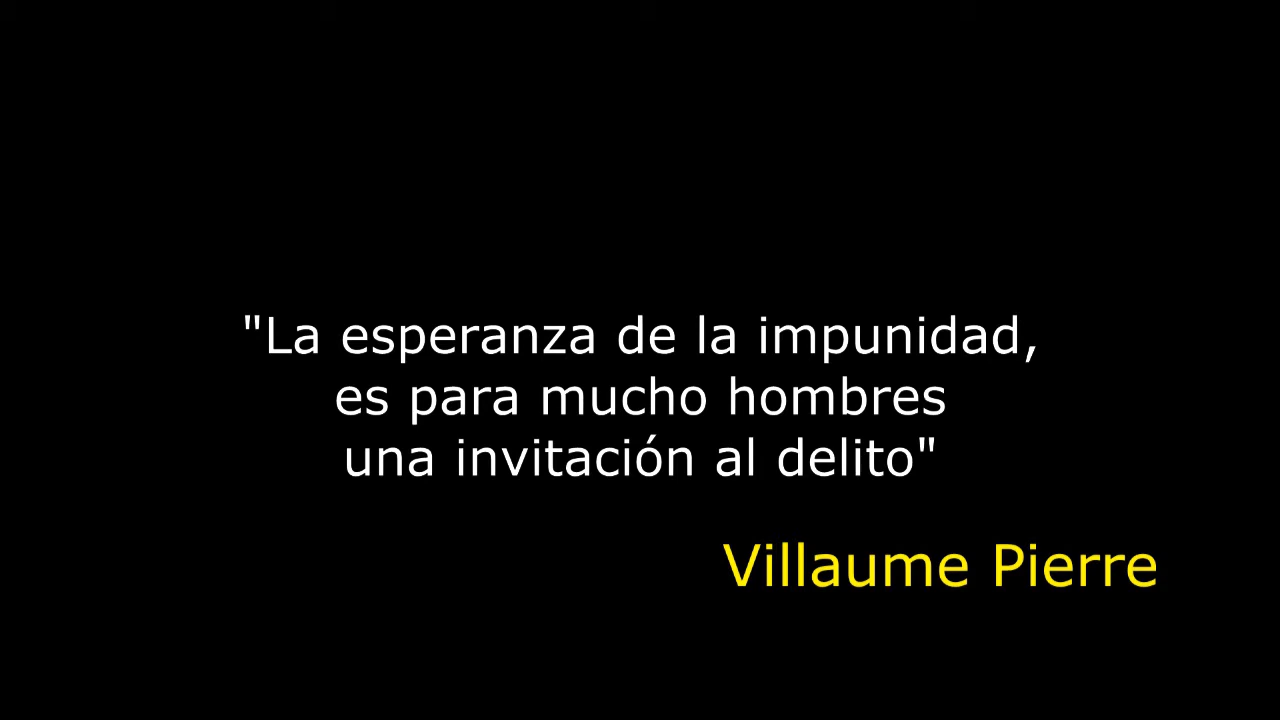 "La esperanza de la impunidad,
es para mucho hombres
una invitación al delito"
Villaume Pierre